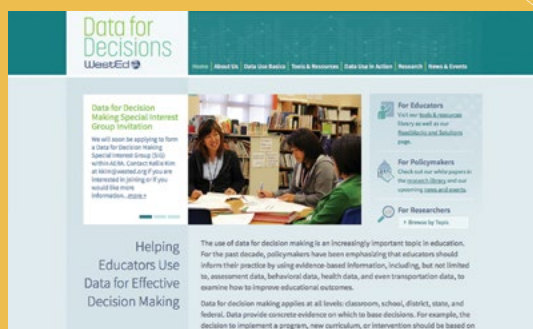 Data for
Decisions
WestEd
Home | About Us | Data Use Basics | Tools & Resources | Data Use in Action | Research | News & Events
Data for Decision
Making Special Interest
Group Invitation
We will soon be applying to form
a Data for Decision Making
Special Interest Group (SIG)
within AERA. Contact Kallie Kim
at kkim@wested.org if you are
interested in joining or if you
would like more
information...more »
For Educators
Visit our tools & resources
library as well as our
Roadblocks and Solutions
page.
For Policymakers
Check out our white papers in
the research library and our
upcoming news and events.
For Researchers
Browse by Topic
Helping
Educators Use
Data for Effective
Decision Making
The use of data for decision making is an increasingly important topic in education.
For the past decade, policymakers have been emphasizing that educators should
inform their practice by using evidence-based information, including, but not limited
to, assessment data, behavioral data, health data, and even transportation data, to
examine how to improve educational outcomes.
Data for decision making applies at all levels: classroom, school, district, state, and
federal. Data provide concrete evidence on which to base decisions. For example, the
decision to implement a program, new curriculum, or intervention should be based on